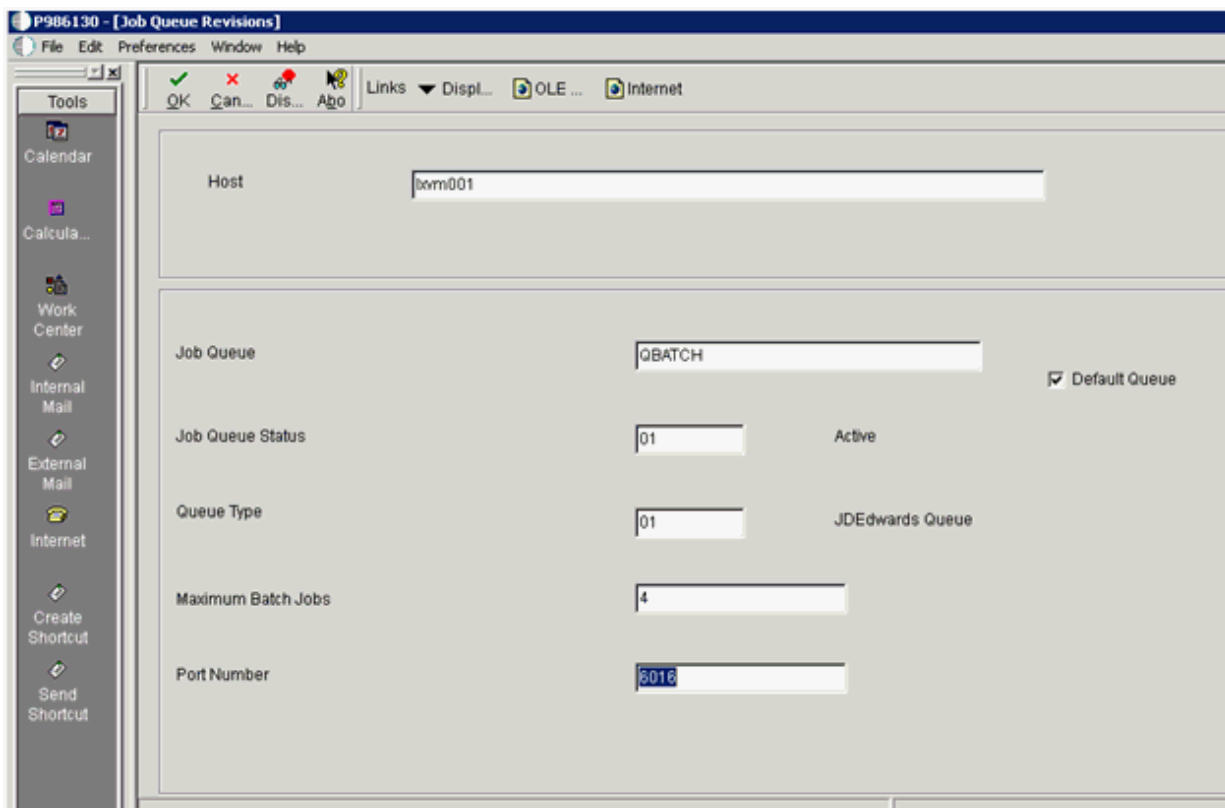 P986130 - [Job Queue Revisions]
File Edit Preferences Window Help
Tools
OK Can... Dis... Abo Links Displ... OLE ... Internet
Calendar
Calcula...
Work
Center
Internal
Mail
External
Mail
Internet
Create
Shortcut
Send
Shortcut
Host lxvm001
Job Queue QBATCH
Default Queue
Job Queue Status 01 Active
Queue Type 01 JDEdwards Queue
Maximum Batch Jobs 4
Port Number 6016